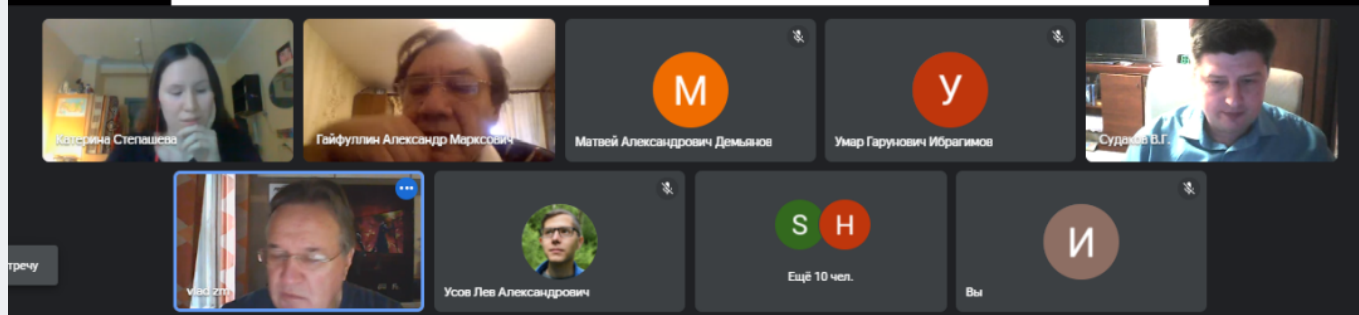 Катерина Степашева
Гайфуллин Александр Марксович
М
Матвей Александрович Демьянов
У
Умар Гарунович Ибрагимов
Судаков В.Г.
тречу
vlad zm
Усов Лев Александрович
S Н
Ещё 10 чел.
И
Вы